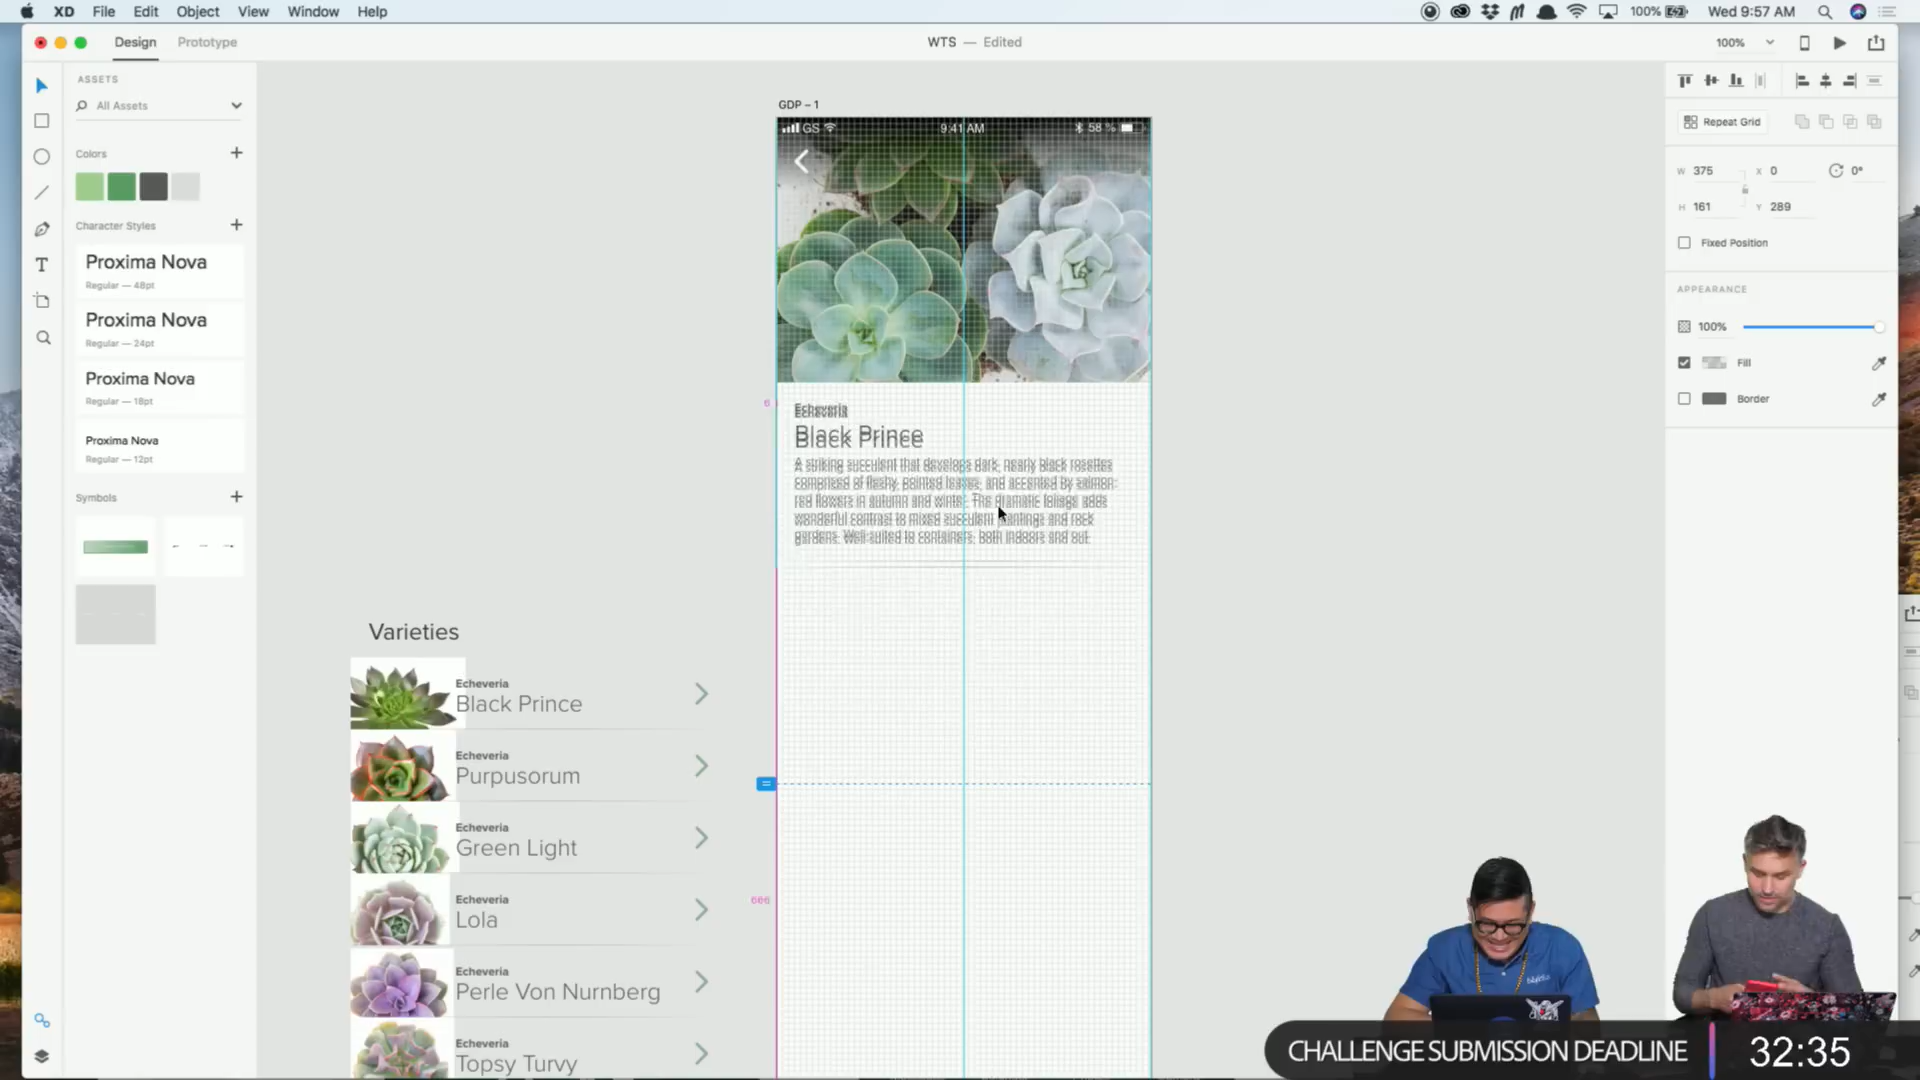 XD File Edit Object View Window Help
100% Wed 9:57 AM
Design Prototype
WTS — Edited
100%
ASSETS
All Assets
Colors
Character Styles
Proxima Nova
Regular — 48pt
Proxima Nova
Regular — 24pt
Proxima Nova
Regular — 18pt
Proxima Nova
Regular — 12pt
Symbols
GDP – 1
GS 9:41 AM 58 %
6
Echeveria
Black Prince
A striking succulent that develops dark, nearly black rosettes
comprised of fleshy, pointed leaves, and accented by salmon-
red flowers in autumn and winter. The dramatic foliage adds
wonderful contrast to mixed succulent plantings and rock
gardens. Well-suited to containers, both indoors and out.
666
Varieties
Echeveria
Black Prince
Echeveria
Purpusorum
Echeveria
Green Light
Echeveria
Lola
Echeveria
Perle Von Nurnberg
Echeveria
Topsy Turvy
Repeat Grid
W 375 X 0 0°
H 161 Y 289
Fixed Position
APPEARANCE
100%
Fill
Border
CHALLENGE SUBMISSION DEADLINE 32:35